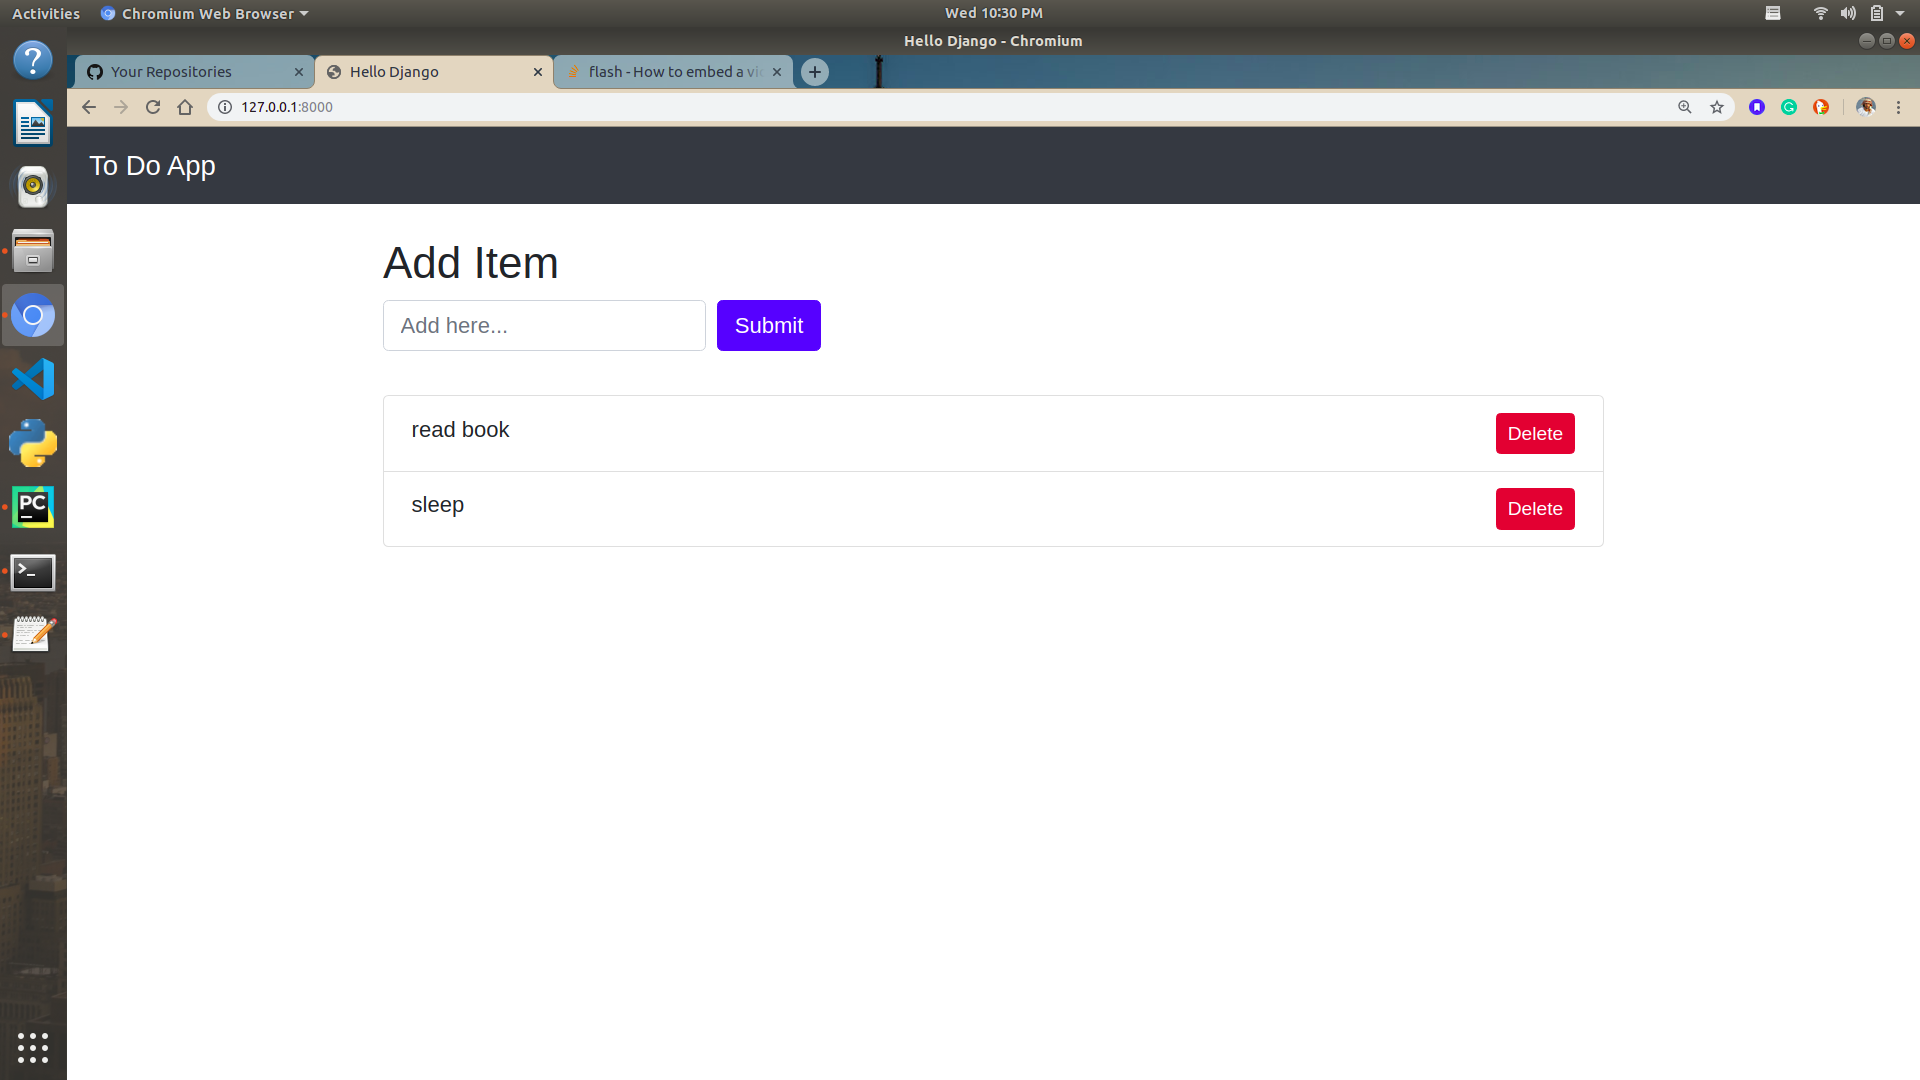 Activities
Chromium Web Browser
Wed 10:30 PM
Hello Django - Chromium
Your Repositories
Hello Django
flash - How to embed a vi
127.0.0.1:8000
To Do App
Add Item
Add here...
Submit
read book
Delete
sleep
Delete
PC